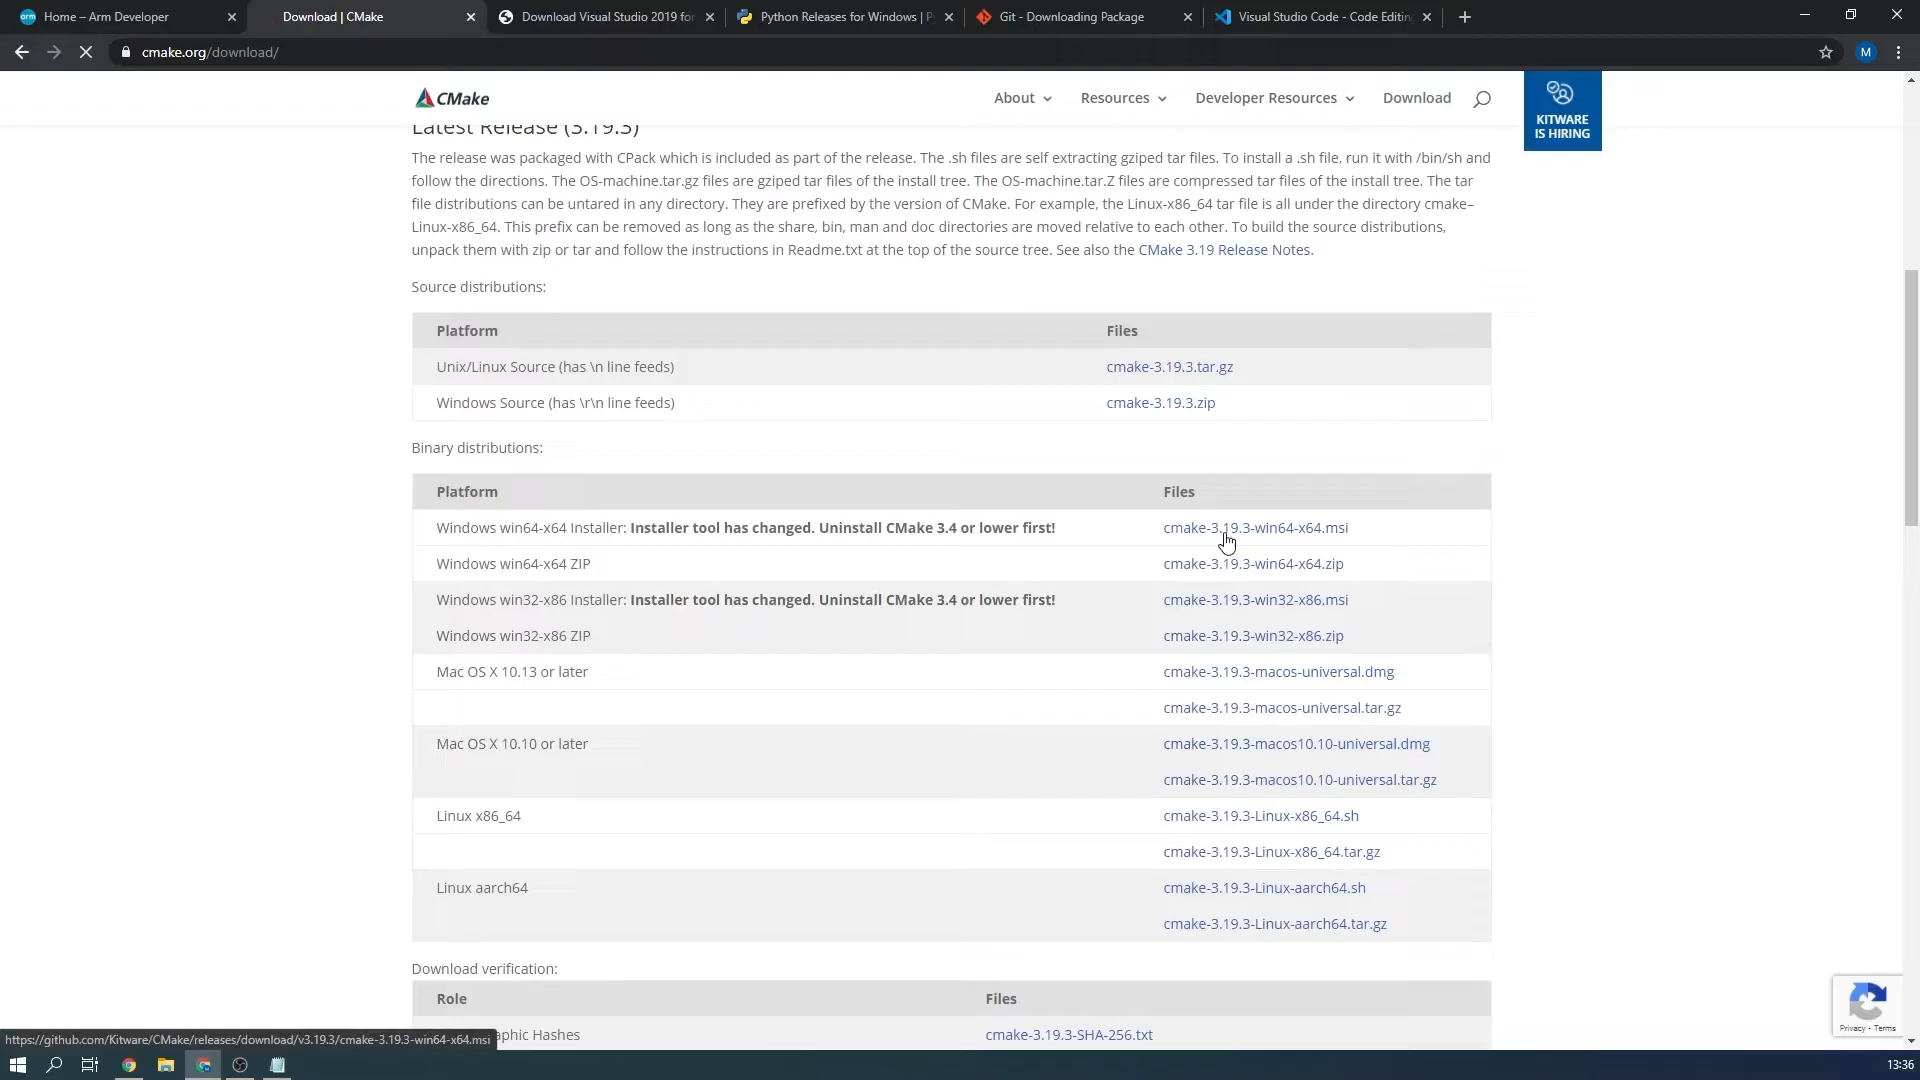 Home – Arm Developer
Download | CMake
Download Visual Studio 2019 for
Python Releases for Windows | P
Git - Downloading Package
Visual Studio Code - Code Editin
cmake.org/download/
M
CMake
About
Resources
Developer Resources
Download
KITWARE
IS HIRING
Latest Release (3.19.3)
The release was packaged with CPack which is included as part of the release. The .sh files are self extracting gziped tar files. To install a .sh file, run it with /bin/sh and
follow the directions. The OS-machine.tar.gz files are gziped tar files of the install tree. The OS-machine.tar.Z files are compressed tar files of the install tree. The tar
file distributions can be untared in any directory. They are prefixed by the version of CMake. For example, the Linux-x86_64 tar file is all under the directory cmake–
Linux-x86_64. This prefix can be removed as long as the share, bin, man and doc directories are moved relative to each other. To build the source distributions,
unpack them with zip or tar and follow the instructions in Readme.txt at the top of the source tree. See also the CMake 3.19 Release Notes.
Source distributions:
Platform Files
Unix/Linux Source (has \n line feeds) cmake-3.19.3.tar.gz
Windows Source (has \r\n line feeds) cmake-3.19.3.zip
Binary distributions:
Platform Files
Windows win64-x64 Installer: Installer tool has changed. Uninstall CMake 3.4 or lower first! cmake-3.19.3-win64-x64.msi
Windows win64-x64 ZIP cmake-3.19.3-win64-x64.zip
Windows win32-x86 Installer: Installer tool has changed. Uninstall CMake 3.4 or lower first! cmake-3.19.3-win32-x86.msi
Windows win32-x86 ZIP cmake-3.19.3-win32-x86.zip
Mac OS X 10.13 or later cmake-3.19.3-macos-universal.dmg
cmake-3.19.3-macos-universal.tar.gz
Mac OS X 10.10 or later cmake-3.19.3-macos10.10-universal.dmg
cmake-3.19.3-macos10.10-universal.tar.gz
Linux x86_64 cmake-3.19.3-Linux-x86_64.sh
cmake-3.19.3-Linux-x86_64.tar.gz
Linux aarch64 cmake-3.19.3-Linux-aarch64.sh
cmake-3.19.3-Linux-aarch64.tar.gz
Download verification:
Role Files
aphic Hashes cmake-3.19.3-SHA-256.txt
Privacy - Terms
https://github.com/Kitware/CMake/releases/download/v3.19.3/cmake-3.19.3-win64-x64.msi
13:36